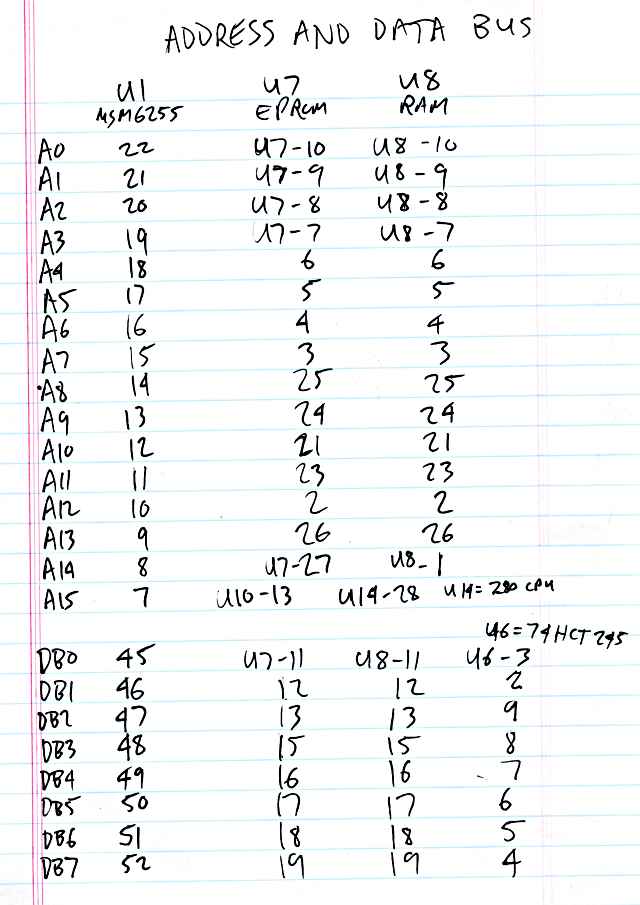 ADDRESS AND DATA BUS
U1 U7 U8
MSM6255 EPROM RAM
A0 22 U7-10 U8-10
A1 21 U7-9 U8-9
A2 20 U7-8 U8-8
A3 19 U7-7 U8-7
A4 18 6 6
A5 17 5 5
A6 16 4 4
A7 15 3 3
A8 14 25 25
A9 13 24 24
A10 12 21 21
A11 11 23 23
A12 10 2 2
A13 9 26 26
A14 8 U7-27 U8-1
A15 7 U10-13 U14-28 U14= Z80 CPU
U6=74HCT245
DB0 45 U7-11 U8-11 U6-3
DB1 46 12 12 2
DB2 47 13 13 9
DB3 48 15 15 8
DB4 49 16 16 7
DB5 50 17 17 6
DB6 51 18 18 5
DB7 52 19 19 4